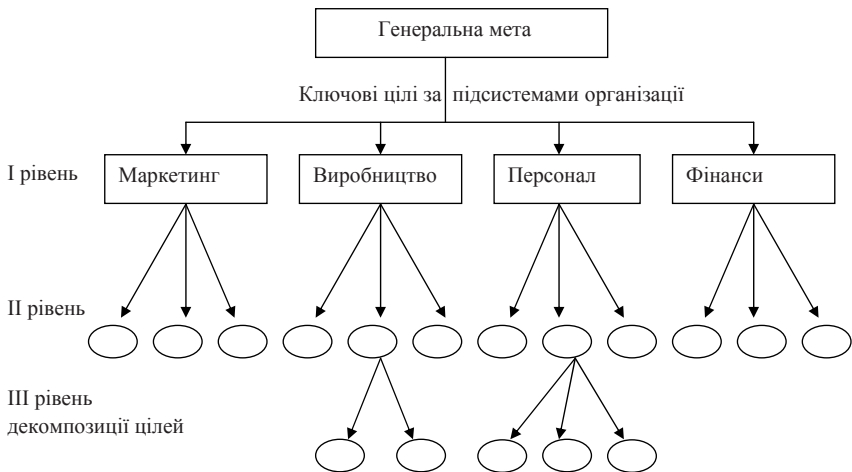 Генеральна мета
Ключові цілі за підсистемами організації
І рівень
Маркетинг
Виробництво
Персонал
Фінанси
ІІ рівень
ІІІ рівень
декомпозиції цілей